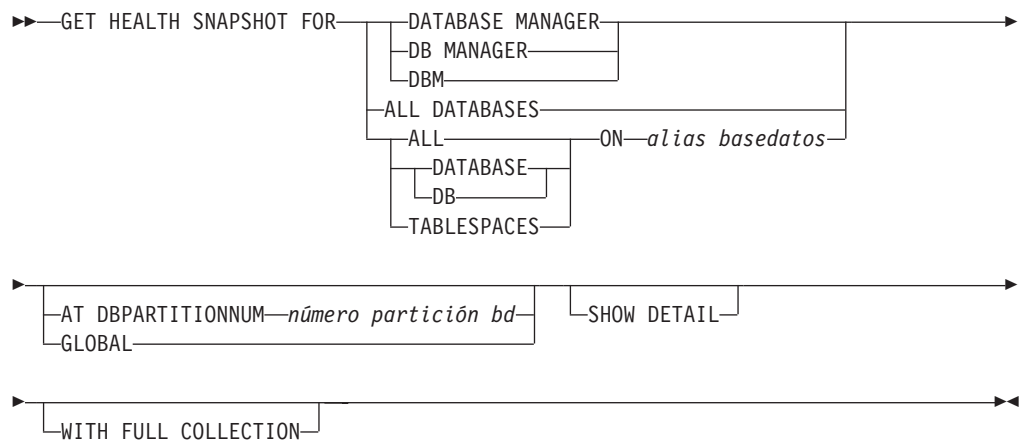 GET HEALTH SNAPSHOT FOR DATABASE MANAGER
DB MANAGER
DBM
ALL DATABASES
ALL ON alias basedatos
DATABASE
DB
TABLESPACES
AT DBPARTITIONNUM número partición bd SHOW DETAIL
GLOBAL
WITH FULL COLLECTION